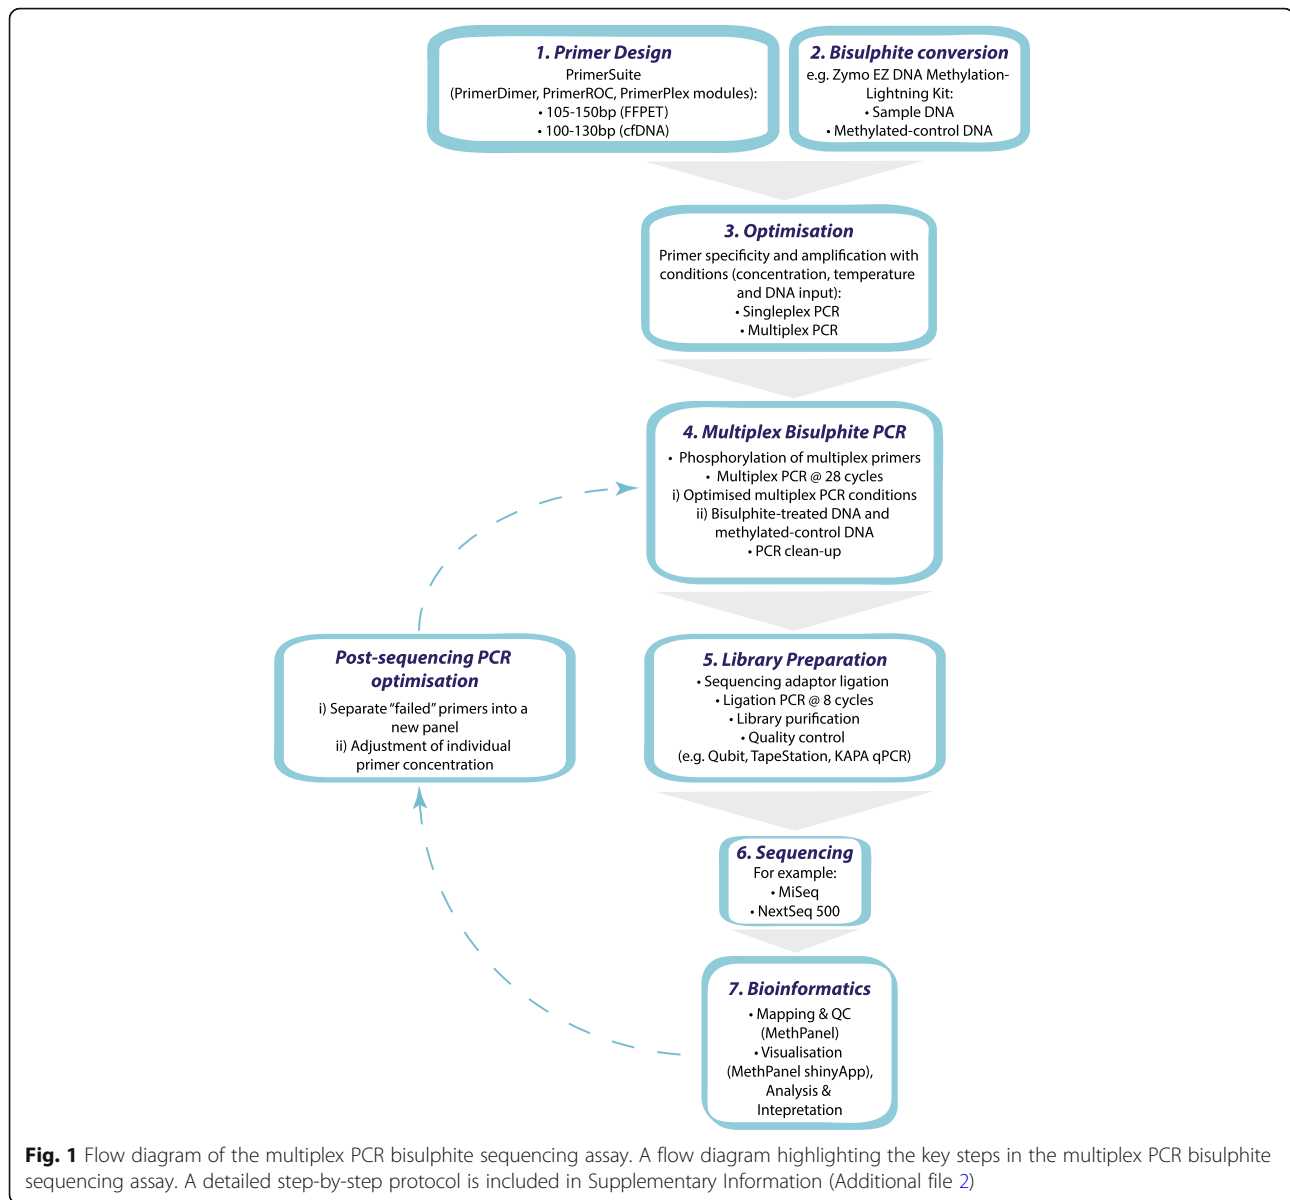 1. Primer Design
PrimerSuite
(PrimerDimer, PrimerROC, PrimerPlex modules):
• 105-150bp (FFPET)
• 100-130bp (cfDNA)
2. Bisulphite conversion
e.g. Zymo EZ DNA Methylation-
Lightning Kit:
• Sample DNA
• Methylated-control DNA
3. Optimisation
Primer specificity and amplification with
conditions (concentration, temperature
and DNA input):
• Singleplex PCR
• Multiplex PCR
4. Multiplex Bisulphite PCR
• Phosphorylation of multiplex primers
• Multiplex PCR @ 28 cycles
i) Optimised multiplex PCR conditions
ii) Bisulphite-treated DNA and
methylated-control DNA
• PCR clean-up
Post-sequencing PCR
optimisation
i) Separate “failed” primers into a
new panel
ii) Adjustment of individual
primer concentration
5. Library Preparation
• Sequencing adaptor ligation
• Ligation PCR @ 8 cycles
• Library purification
• Quality control
(e.g. Qubit, TapeStation, KAPA qPCR)
6. Sequencing
For example:
• MiSeq
• NextSeq 500
7. Bioinformatics
• Mapping & QC
(MethPanel)
• Visualisation
(MethPanel shinyApp),
Analysis &
Intepretation
Fig. 1 Flow diagram of the multiplex PCR bisulphite sequencing assay. A flow diagram highlighting the key steps in the multiplex PCR bisulphite
sequencing assay. A detailed step-by-step protocol is included in Supplementary Information (Additional file 2)